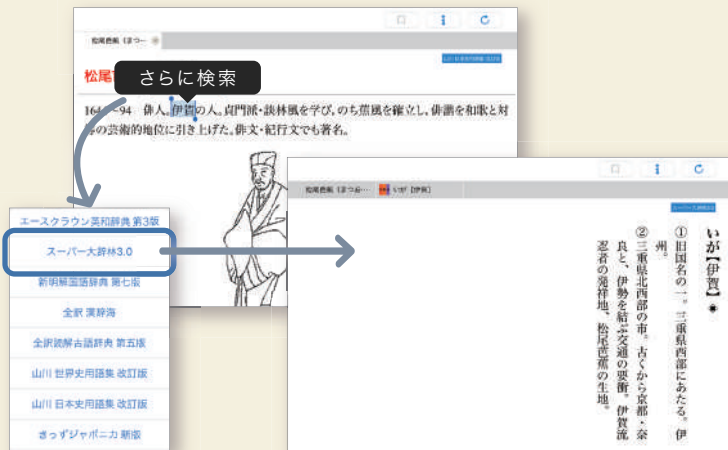 松尾芭蕉（まつ…
松尾
さらに検索
～94 俳人。伊賀の人。貞門派・談林風を学び，のち蕉風を確立し，俳諧を和歌と対
の芸術的地位に引き上げた。俳文・紀行文でも著名。
エースクラウン英和辞典 第3版
スーパー大辞林3.0
新明解国語辞典 第七版
全訳 漢辞海
全訳読解古語辞典 第五版
山川 世界史用語集 改訂版
山川 日本史用語集 改訂版
きっずジャポニカ 新版
松尾芭蕉（まつお…
いが【伊賀】
スーパー大辞林3.0
いが【伊賀】
①旧国名の一。三重県西部にあたる。伊
州。
②三重県北西部の市。古くから京都・奈
良と、伊勢を結ぶ交通の要衝。伊賀流
忍者の発祥地、松尾芭蕉の生地。